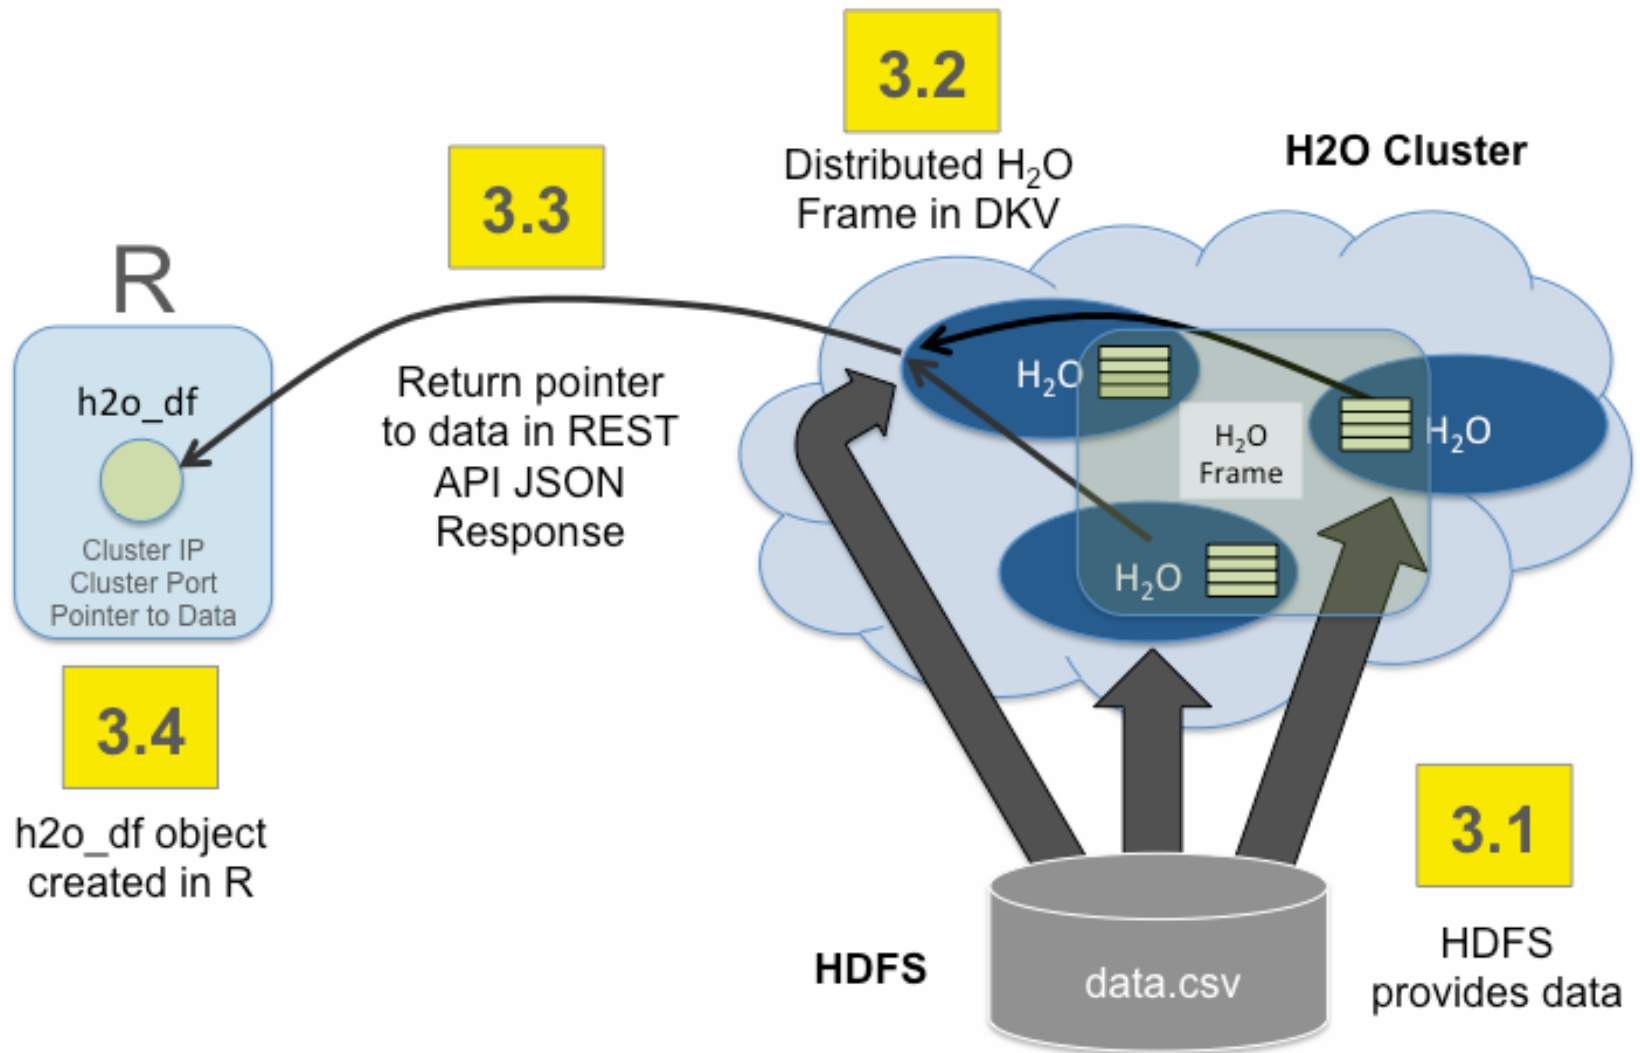 3.2
Distributed H₂O
Frame in DKV
H2O Cluster
3.3
R
h2o_df
Cluster IP
Cluster Port
Pointer to Data
Return pointer
to data in REST
API JSON
Response
H₂O
H₂O
Frame
H₂O
H₂O
3.4
h2o_df object
created in R
3.1
HDFS
provides data
HDFS
data.csv